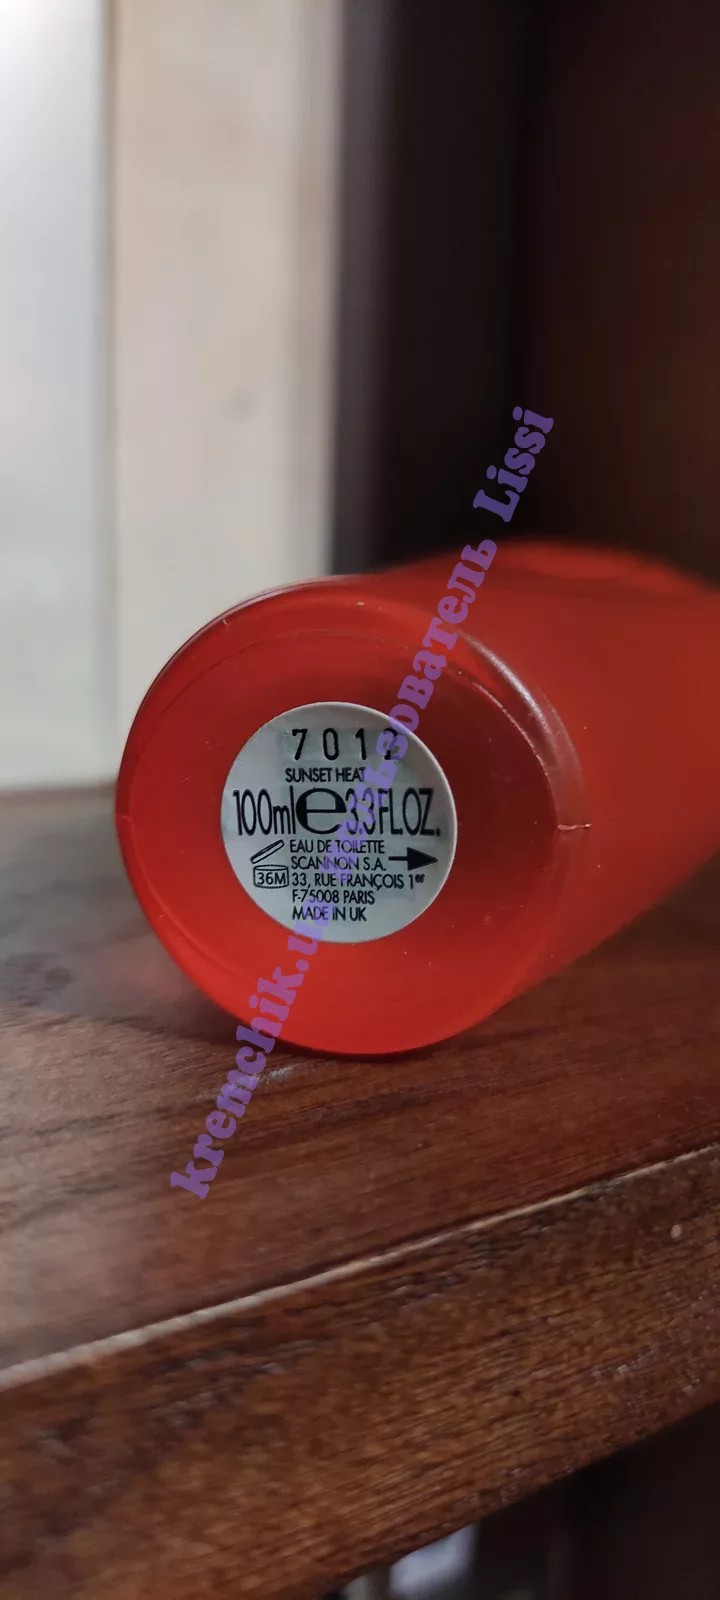 7012
SUNSET HEAT
100ml e 3.3FL.OZ.
EAU DE TOILETTE
SCANNON S.A.
36M
33, RUE FRANÇOIS 1er
F-75008 PARIS
MADE IN UK
kremchik.ua пользователь Lissi